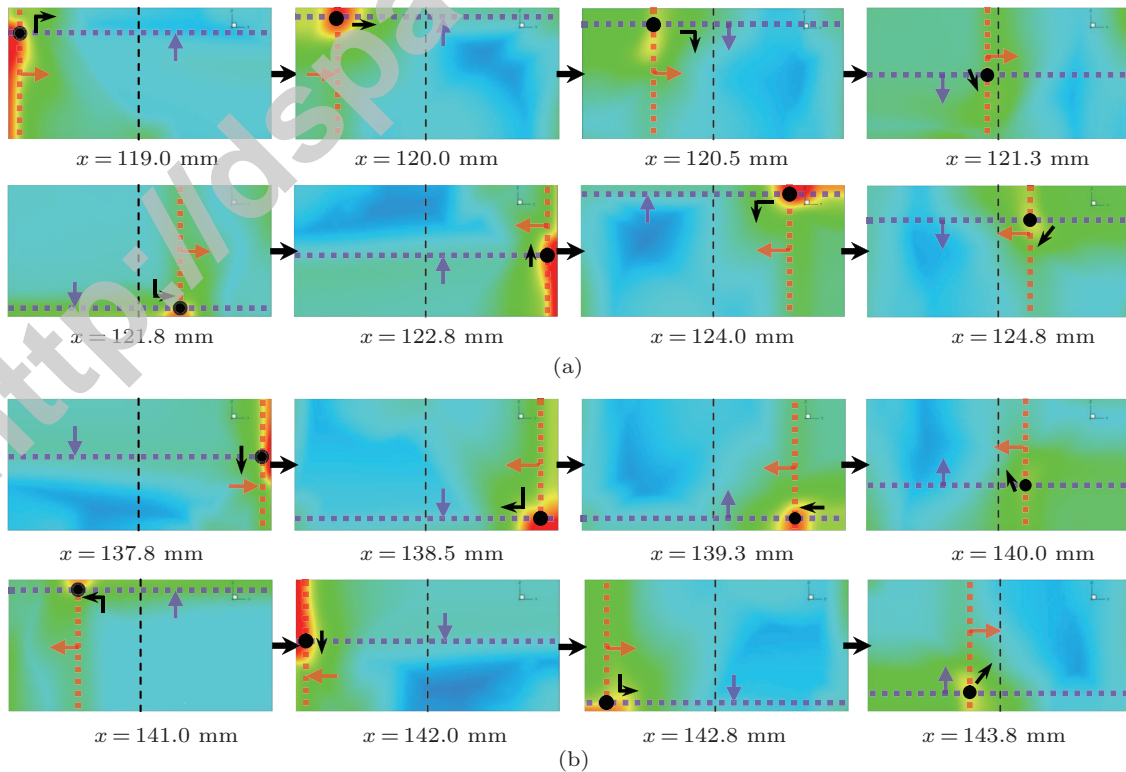 x = 119.0 mm
x = 120.0 mm
x = 120.5 mm
x = 121.3 mm
x = 121.8 mm
x = 122.8 mm
x = 124.0 mm
x = 124.8 mm
(a)
x = 137.8 mm
x = 138.5 mm
x = 139.3 mm
x = 140.0 mm
x = 141.0 mm
x = 142.0 mm
x = 142.8 mm
x = 143.8 mm
(b)
http://dspa